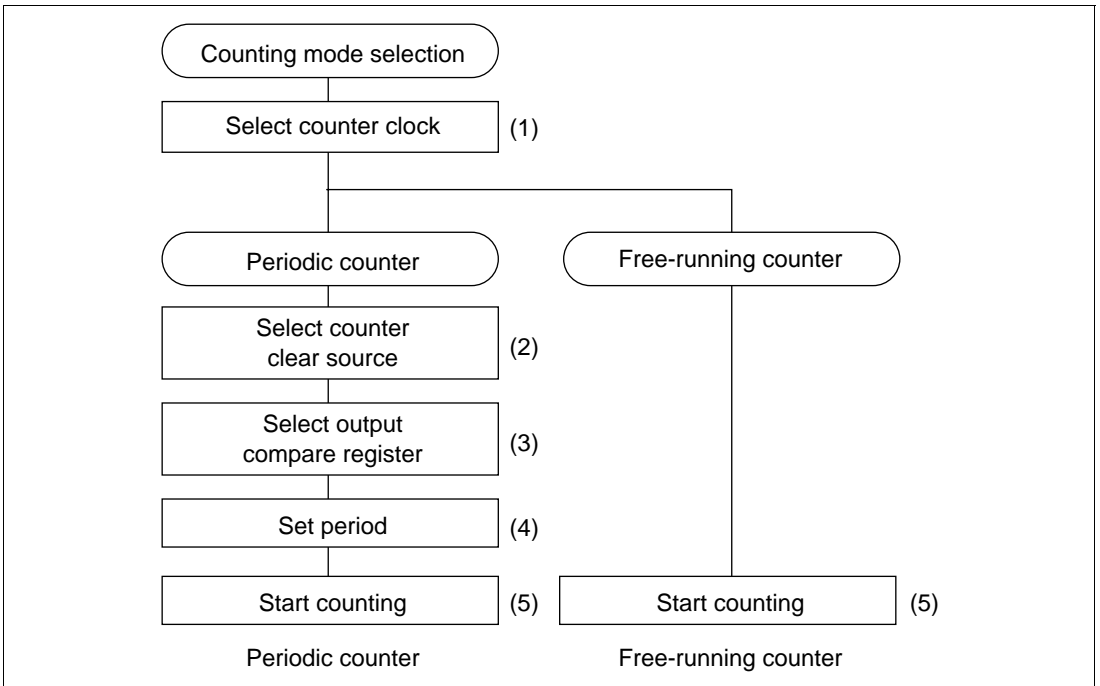 Counting mode selection
Select counter clock (1)
Periodic counter Free-running counter
Select counter
clear source (2)
Select output
compare register (3)
Set period (4)
Start counting (5) Start counting (5)
Periodic counter Free-running counter